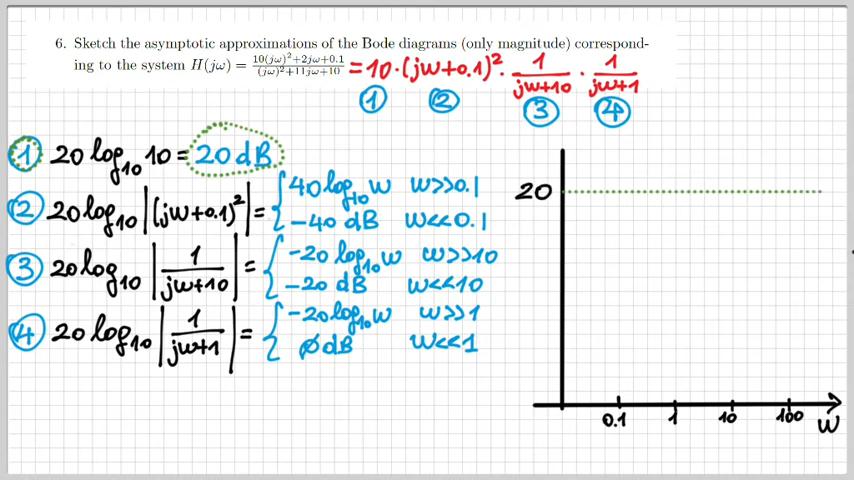 6. Sketch the asymptotic approximations of the Bode diagrams (only magnitude) correspond-
ing to the system H(jω) = 10(jω)²+2jω+0.1 / (jω)²+11jω+10 = 10·(jω+0.1)² · 1/(jω+10) · 1/(jω+1)
① ② ③ ④
① 20 log₁₀ 10 = 20 dB
② 20 log₁₀ |(jω+0.1)²| = { 40 log₁₀ ω ω>>0.1
-40 dB ω<<0.1
③ 20 log₁₀ |1/(jω+10)| = { -20 log₁₀ ω ω>>10
-20 dB ω<<10
④ 20 log₁₀ |1/(jω+1)| = { -20 log₁₀ ω ω>>1
0 dB ω<<1
20
0.1 1 10 100 ω